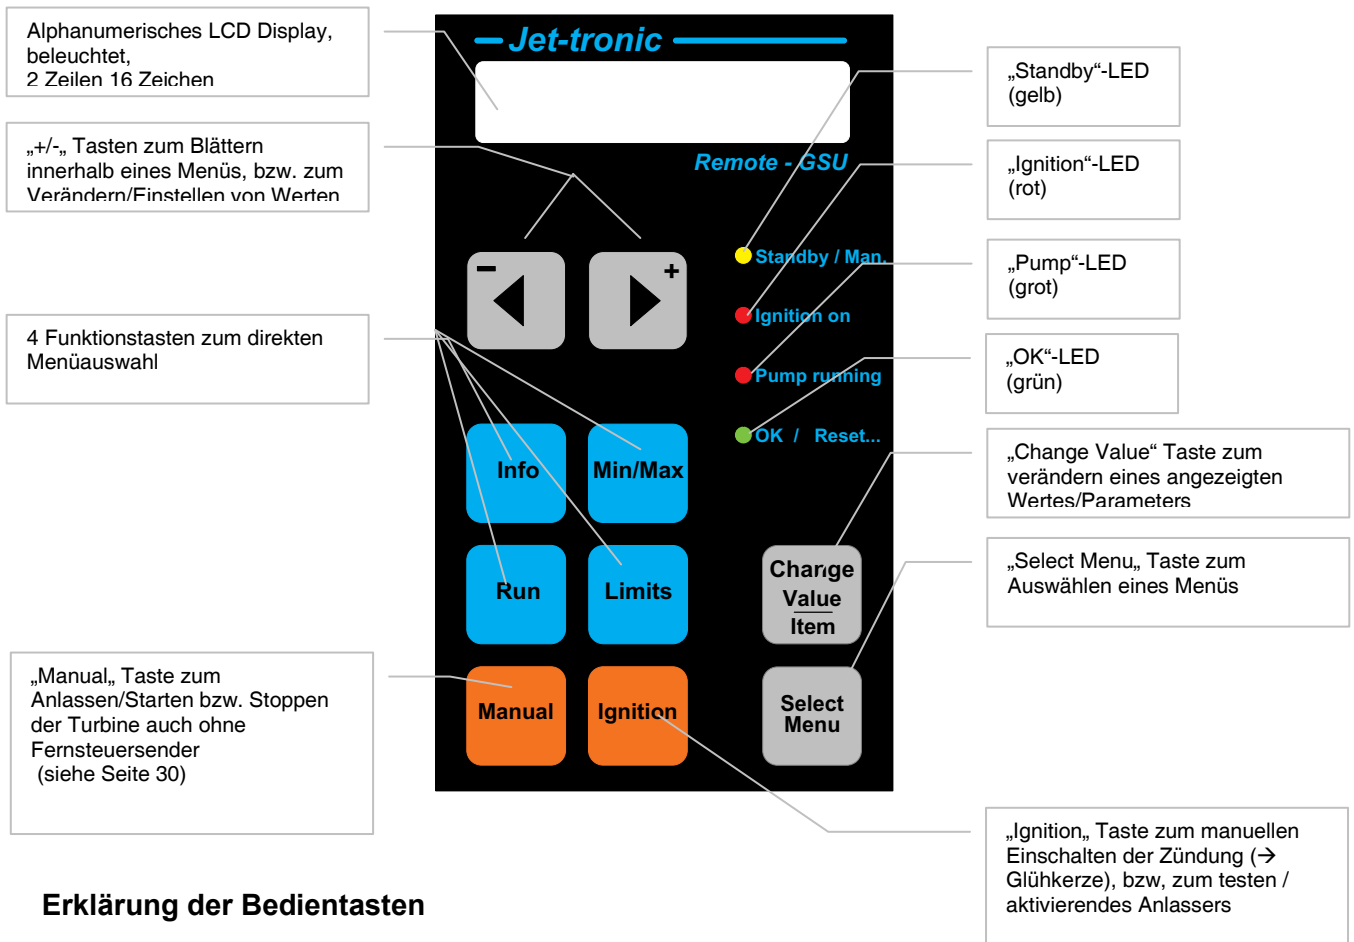 Alphanumerisches LCD Display,
beleuchtet,
2 Zeilen 16 Zeichen
„+/-„ Tasten zum Blättern
innerhalb eines Menüs, bzw. zum
Verändern/Einstellen von Werten
4 Funktionstasten zum direkten
Menüauswahl
„Manual„ Taste zum
Anlassen/Starten bzw. Stoppen
der Turbine auch ohne
Fernsteuersender
(siehe Seite 30)
Jet-tronic
Remote - GSU
- +
Standby / Man.
Ignition on
Pump running
OK / Reset...
Info
Min/Max
Run
Limits
Change
Value
Item
Manual
Ignition
Select
Menu
„Standby“-LED
(gelb)
„Ignition”-LED
(rot)
„Pump“-LED
(grot)
„OK“-LED
(grün)
„Change Value“ Taste zum
verändern eines angezeigten
Wertes/Parameters
„Select Menu„ Taste zum
Auswählen eines Menüs
„Ignition„ Taste zum manuellen
Einschalten der Zündung (→
Glühkerze), bzw, zum testen /
aktivierendes Anlassers
Erklärung der Bedientasten